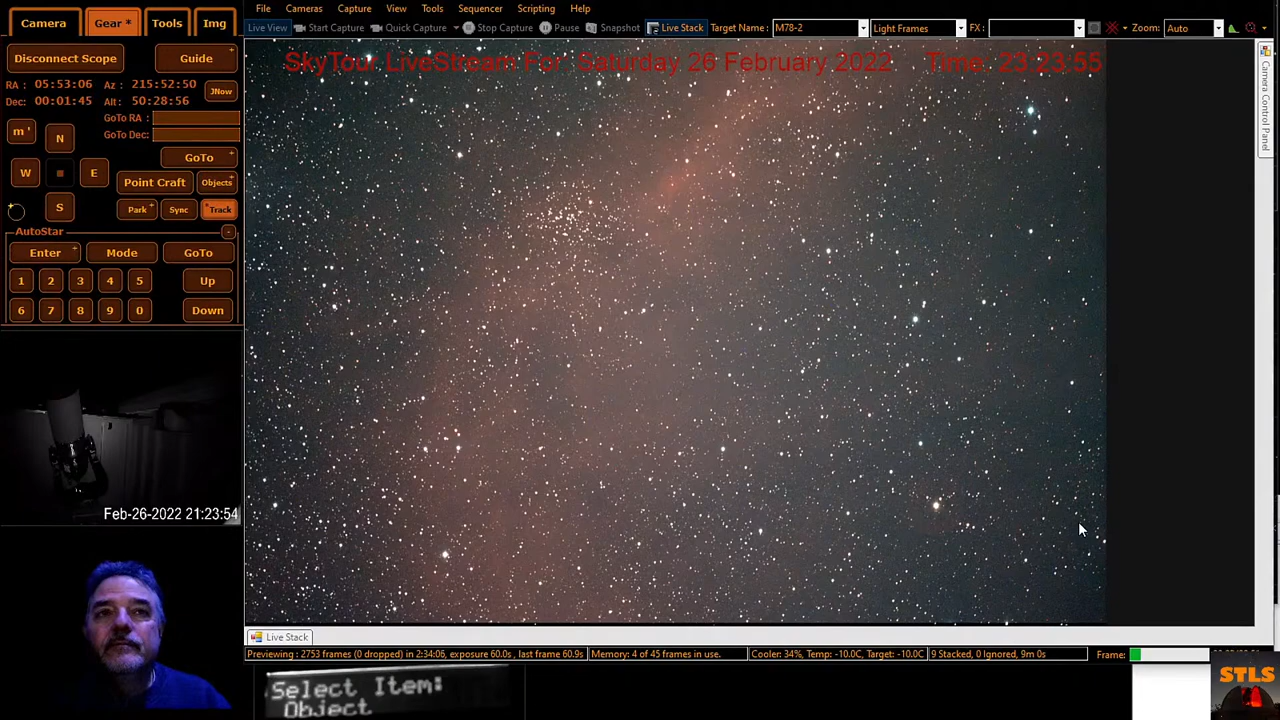 Camera Gear * Tools Img
Disconnect Scope Guide +
RA : 05:53:06 Az : 215:52:50
Dec: 00:01:45 Alt: 50:28:56 JNow
GoTo RA :
GoTo Dec:
m ' N GoTo +
W E Point Craft Objects+
S Park + Sync *Track
AutoStar -
Enter + Mode GoTo
1 2 3 4 5 Up
6 7 8 9 0 Down
Feb-26-2022 21:23:54
File Cameras Capture View Tools Sequencer Scripting Help
Live View Start Capture Quick Capture Stop Capture Pause Snapshot Live Stack Target Name : M78-2 Light Frames FX : Zoom: Auto
SkyTour LiveStream For Saturday 26 February 2022 Time: 23:23:55
Camera Control Panel
Live Stack
Previewing : 2753 frames (0 dropped) in 2:34:06, exposure 60.0s , last frame 60.9s Memory: 4 of 45 frames in use. Cooler: 34%, Temp: -10.0C, Target: -10.0C 9 Stacked, 0 Ignored, 9m 0s Frame:
Select Item:
Object
STLS